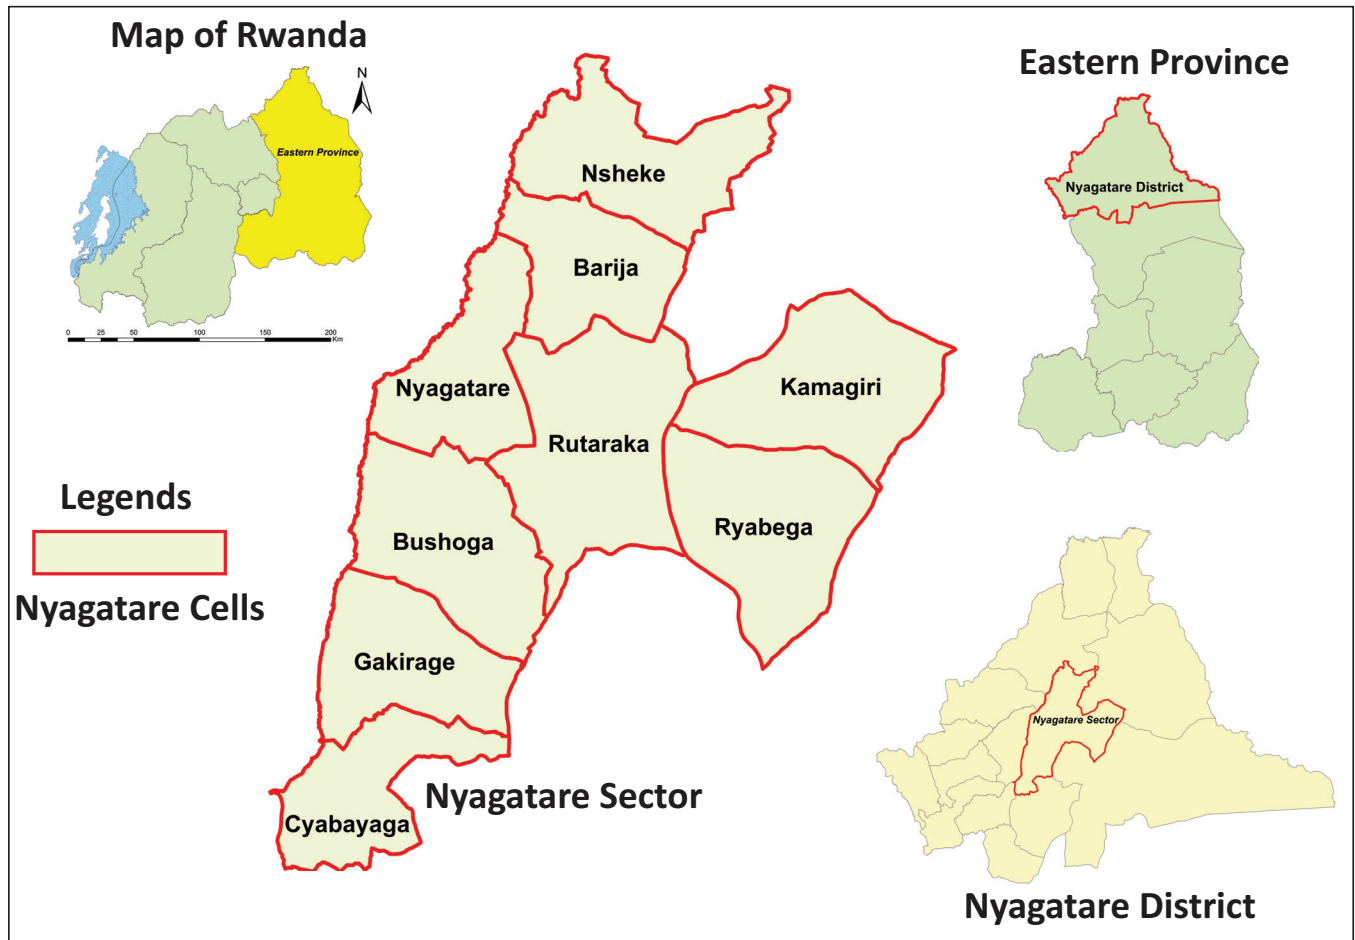 Map of Rwanda
N
Eastern Province
0 25 50 100 150 200
Km
Eastern Province
Nyagatare District
Nsheke
Barija
Nyagatare
Kamagiri
Rutaraka
Ryabega
Bushoga
Gakirage
Cyabayaga
Nyagatare Sector
Legends
Nyagatare Cells
Nyagatare Sector
Nyagatare District